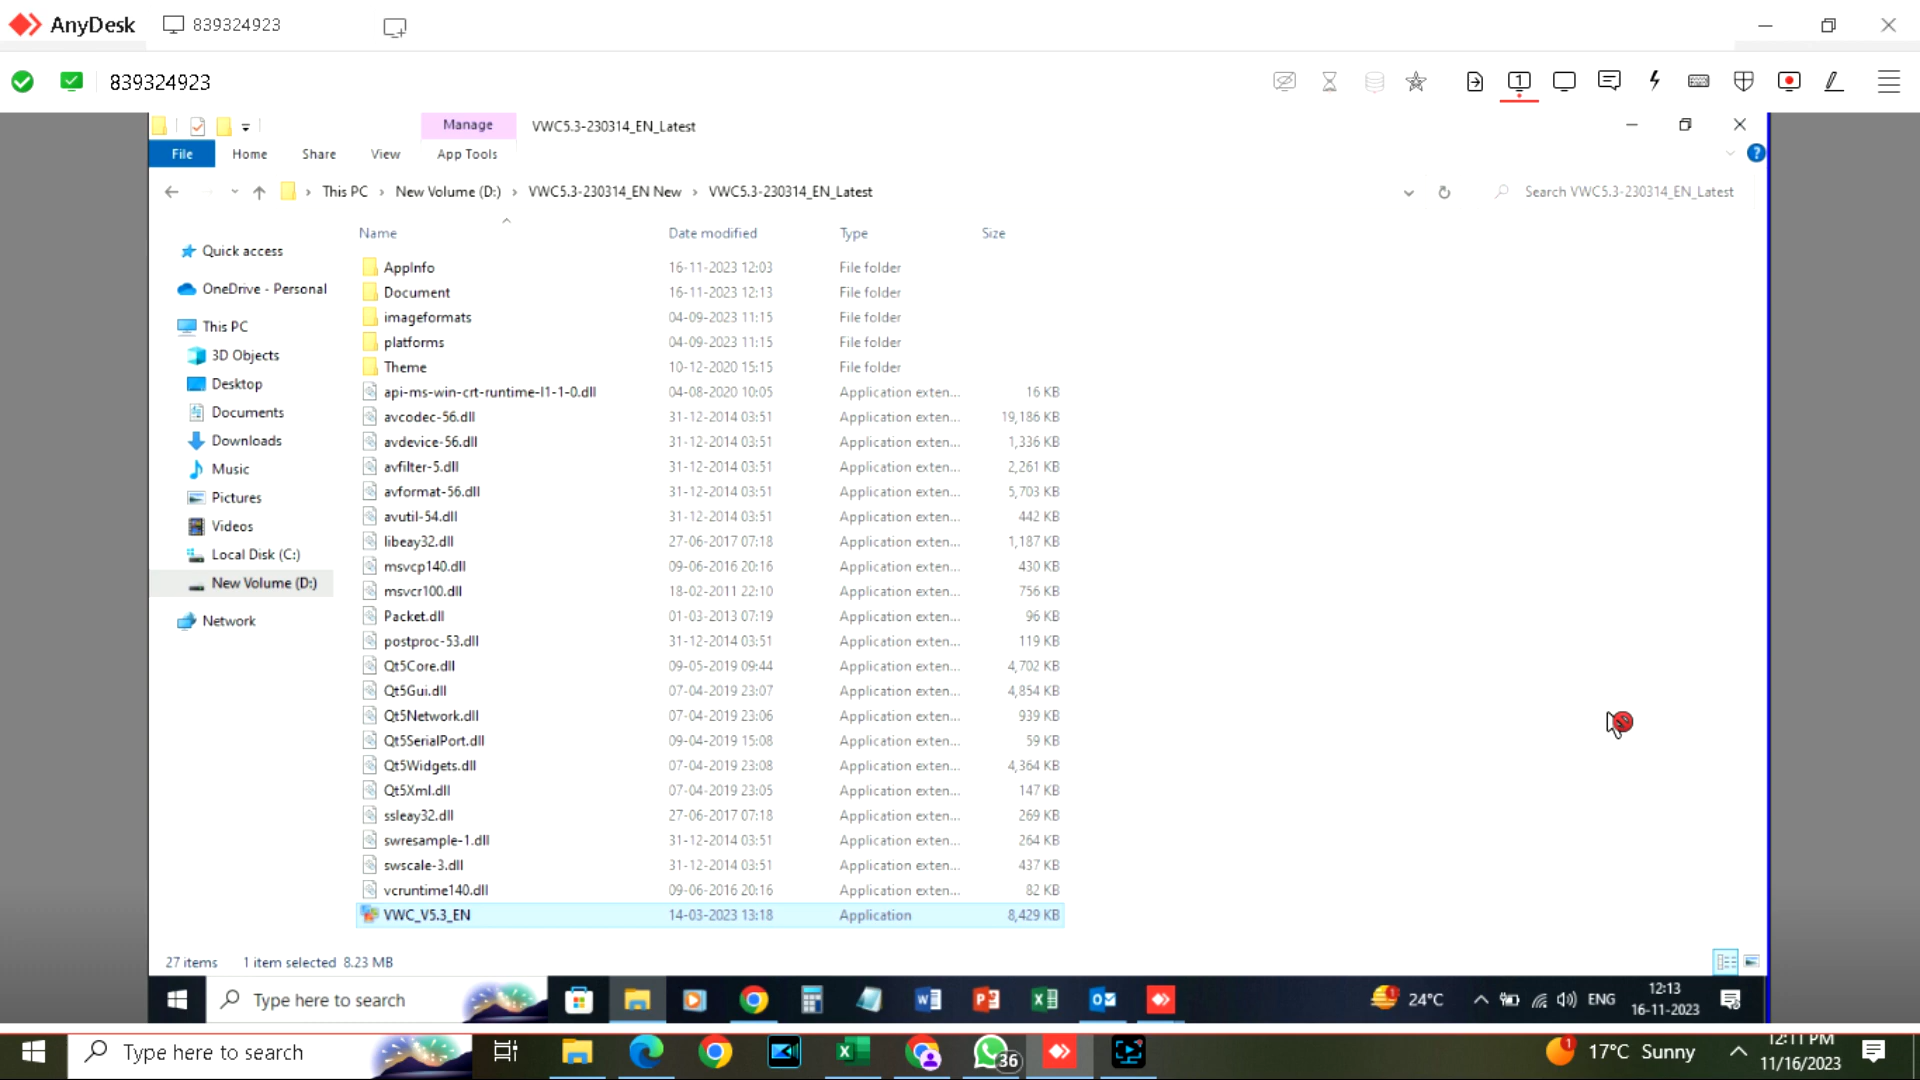 AnyDesk 839324923
839324923
1
Manage VWC5.3-230314_EN_Latest
File Home Share View App Tools
This PC New Volume (D:) VWC5.3-230314_EN New VWC5.3-230314_EN_Latest Search VWC5.3-230314_EN_Latest
Name Date modified Type Size
Quick access
OneDrive - Personal
This PC
3D Objects
Desktop
Documents
Downloads
Music
Pictures
Videos
Local Disk (C:)
New Volume (D:)
Network
AppInfo 16-11-2023 12:03 File folder
Document 16-11-2023 12:13 File folder
imageformats 04-09-2023 11:15 File folder
platforms 04-09-2023 11:15 File folder
Theme 10-12-2020 15:15 File folder
api-ms-win-crt-runtime-l1-1-0.dll 04-08-2020 10:05 Application exten... 16 KB
avcodec-56.dll 31-12-2014 03:51 Application exten... 19,186 KB
avdevice-56.dll 31-12-2014 03:51 Application exten... 1,336 KB
avfilter-5.dll 31-12-2014 03:51 Application exten... 2,261 KB
avformat-56.dll 31-12-2014 03:51 Application exten... 5,703 KB
avutil-54.dll 31-12-2014 03:51 Application exten... 442 KB
libeay32.dll 27-06-2017 07:18 Application exten... 1,187 KB
msvcp140.dll 09-06-2016 20:16 Application exten... 430 KB
msvcr100.dll 18-02-2011 22:10 Application exten... 756 KB
Packet.dll 01-03-2013 07:19 Application exten... 96 KB
postproc-53.dll 31-12-2014 03:51 Application exten... 119 KB
Qt5Core.dll 09-05-2019 09:44 Application exten... 4,702 KB
Qt5Gui.dll 07-04-2019 23:07 Application exten... 4,854 KB
Qt5Network.dll 07-04-2019 23:06 Application exten... 939 KB
Qt5SerialPort.dll 09-04-2019 15:08 Application exten... 59 KB
Qt5Widgets.dll 07-04-2019 23:08 Application exten... 4,364 KB
Qt5Xml.dll 07-04-2019 23:05 Application exten... 147 KB
ssleay32.dll 27-06-2017 07:18 Application exten... 269 KB
swresample-1.dll 31-12-2014 03:51 Application exten... 264 KB
swscale-3.dll 31-12-2014 03:51 Application exten... 437 KB
vcruntime140.dll 09-06-2016 20:16 Application exten... 82 KB
VWC_V5.3_EN 14-03-2023 13:18 Application 8,429 KB
27 items 1 item selected 8.23 MB
Type here to search 24°C ENG 12:13
16-11-2023
Type here to search 36 1 17°C Sunny 12:11 PM
11/16/2023